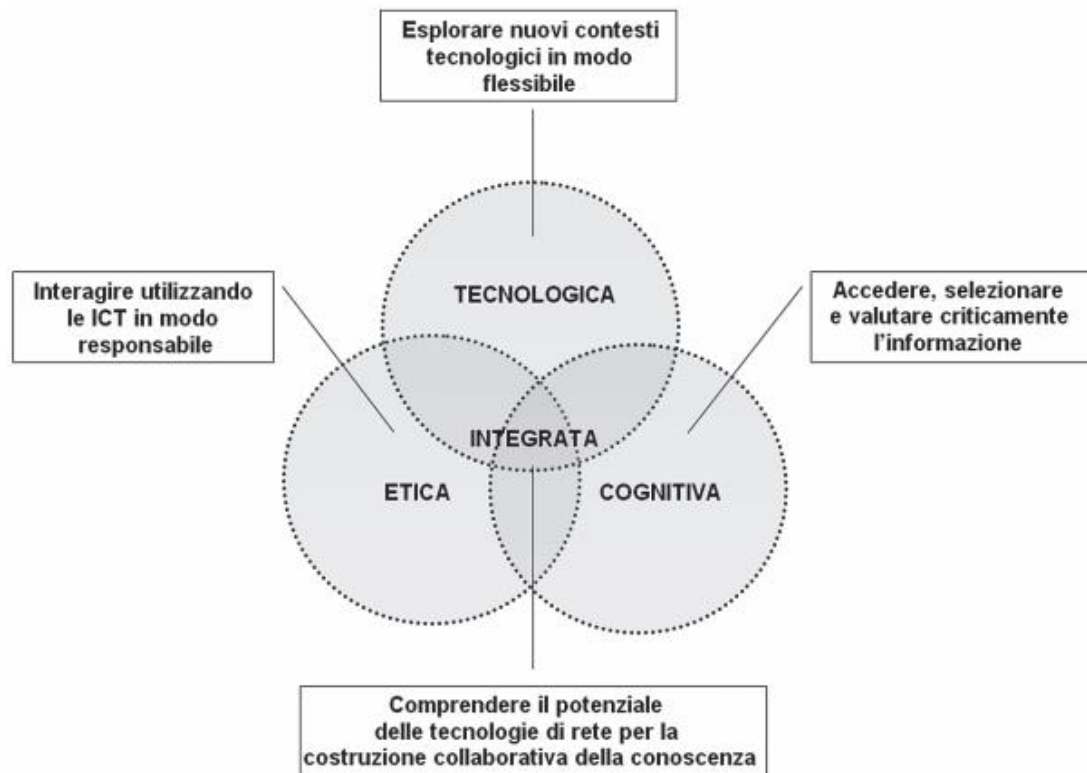 Esplorare nuovi contesti
tecnologici in modo
flessibile
TECNOLOGICA
Interagire utilizzando
le ICT in modo
responsabile
Accedere, selezionare
e valutare criticamente
l'informazione
INTEGRATA
ETICA
COGNITIVA
Comprendere il potenziale
delle tecnologie di rete per la
costruzione collaborativa della conoscenza